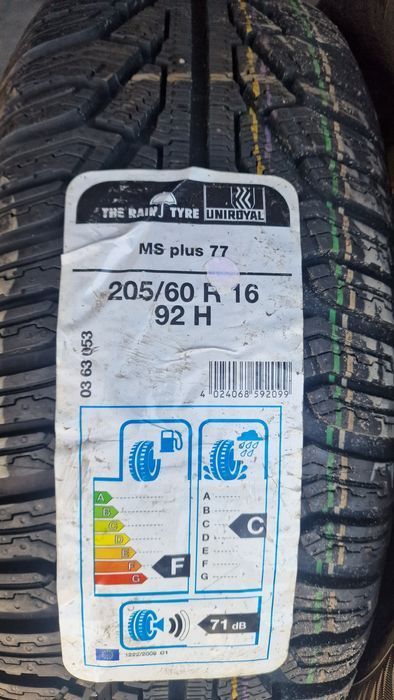 THE RAIN TYRE UNIROYAL
MS plus 77
205/60 R 16
92 H
03 63 053
4 024068 592099
A
B
C
D
E
F
G
F
A
B
C
D
E
F
G
C
71 dB
1222/2009 C1